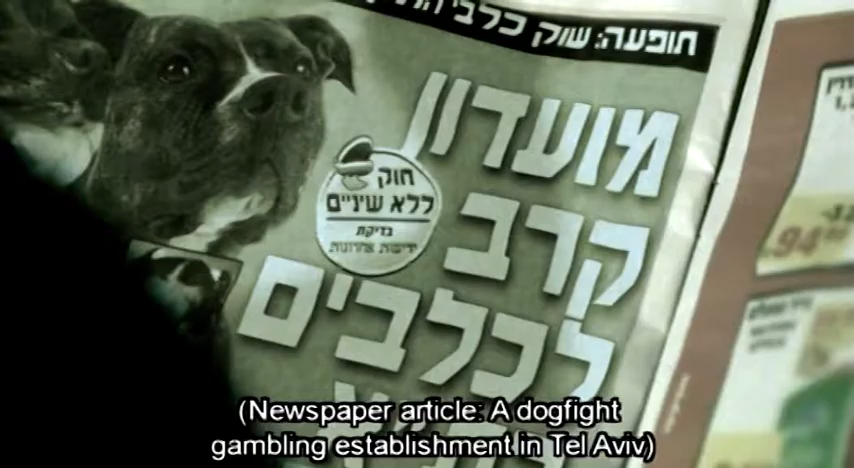 תופעה: שוק כלבי
מועדון
קרב
לכלבים
חוק
ללא שיניים
בדיקת
ידיעות אחרונות
94
(Newspaper article: A dogfight
gambling establishment in Tel Aviv)